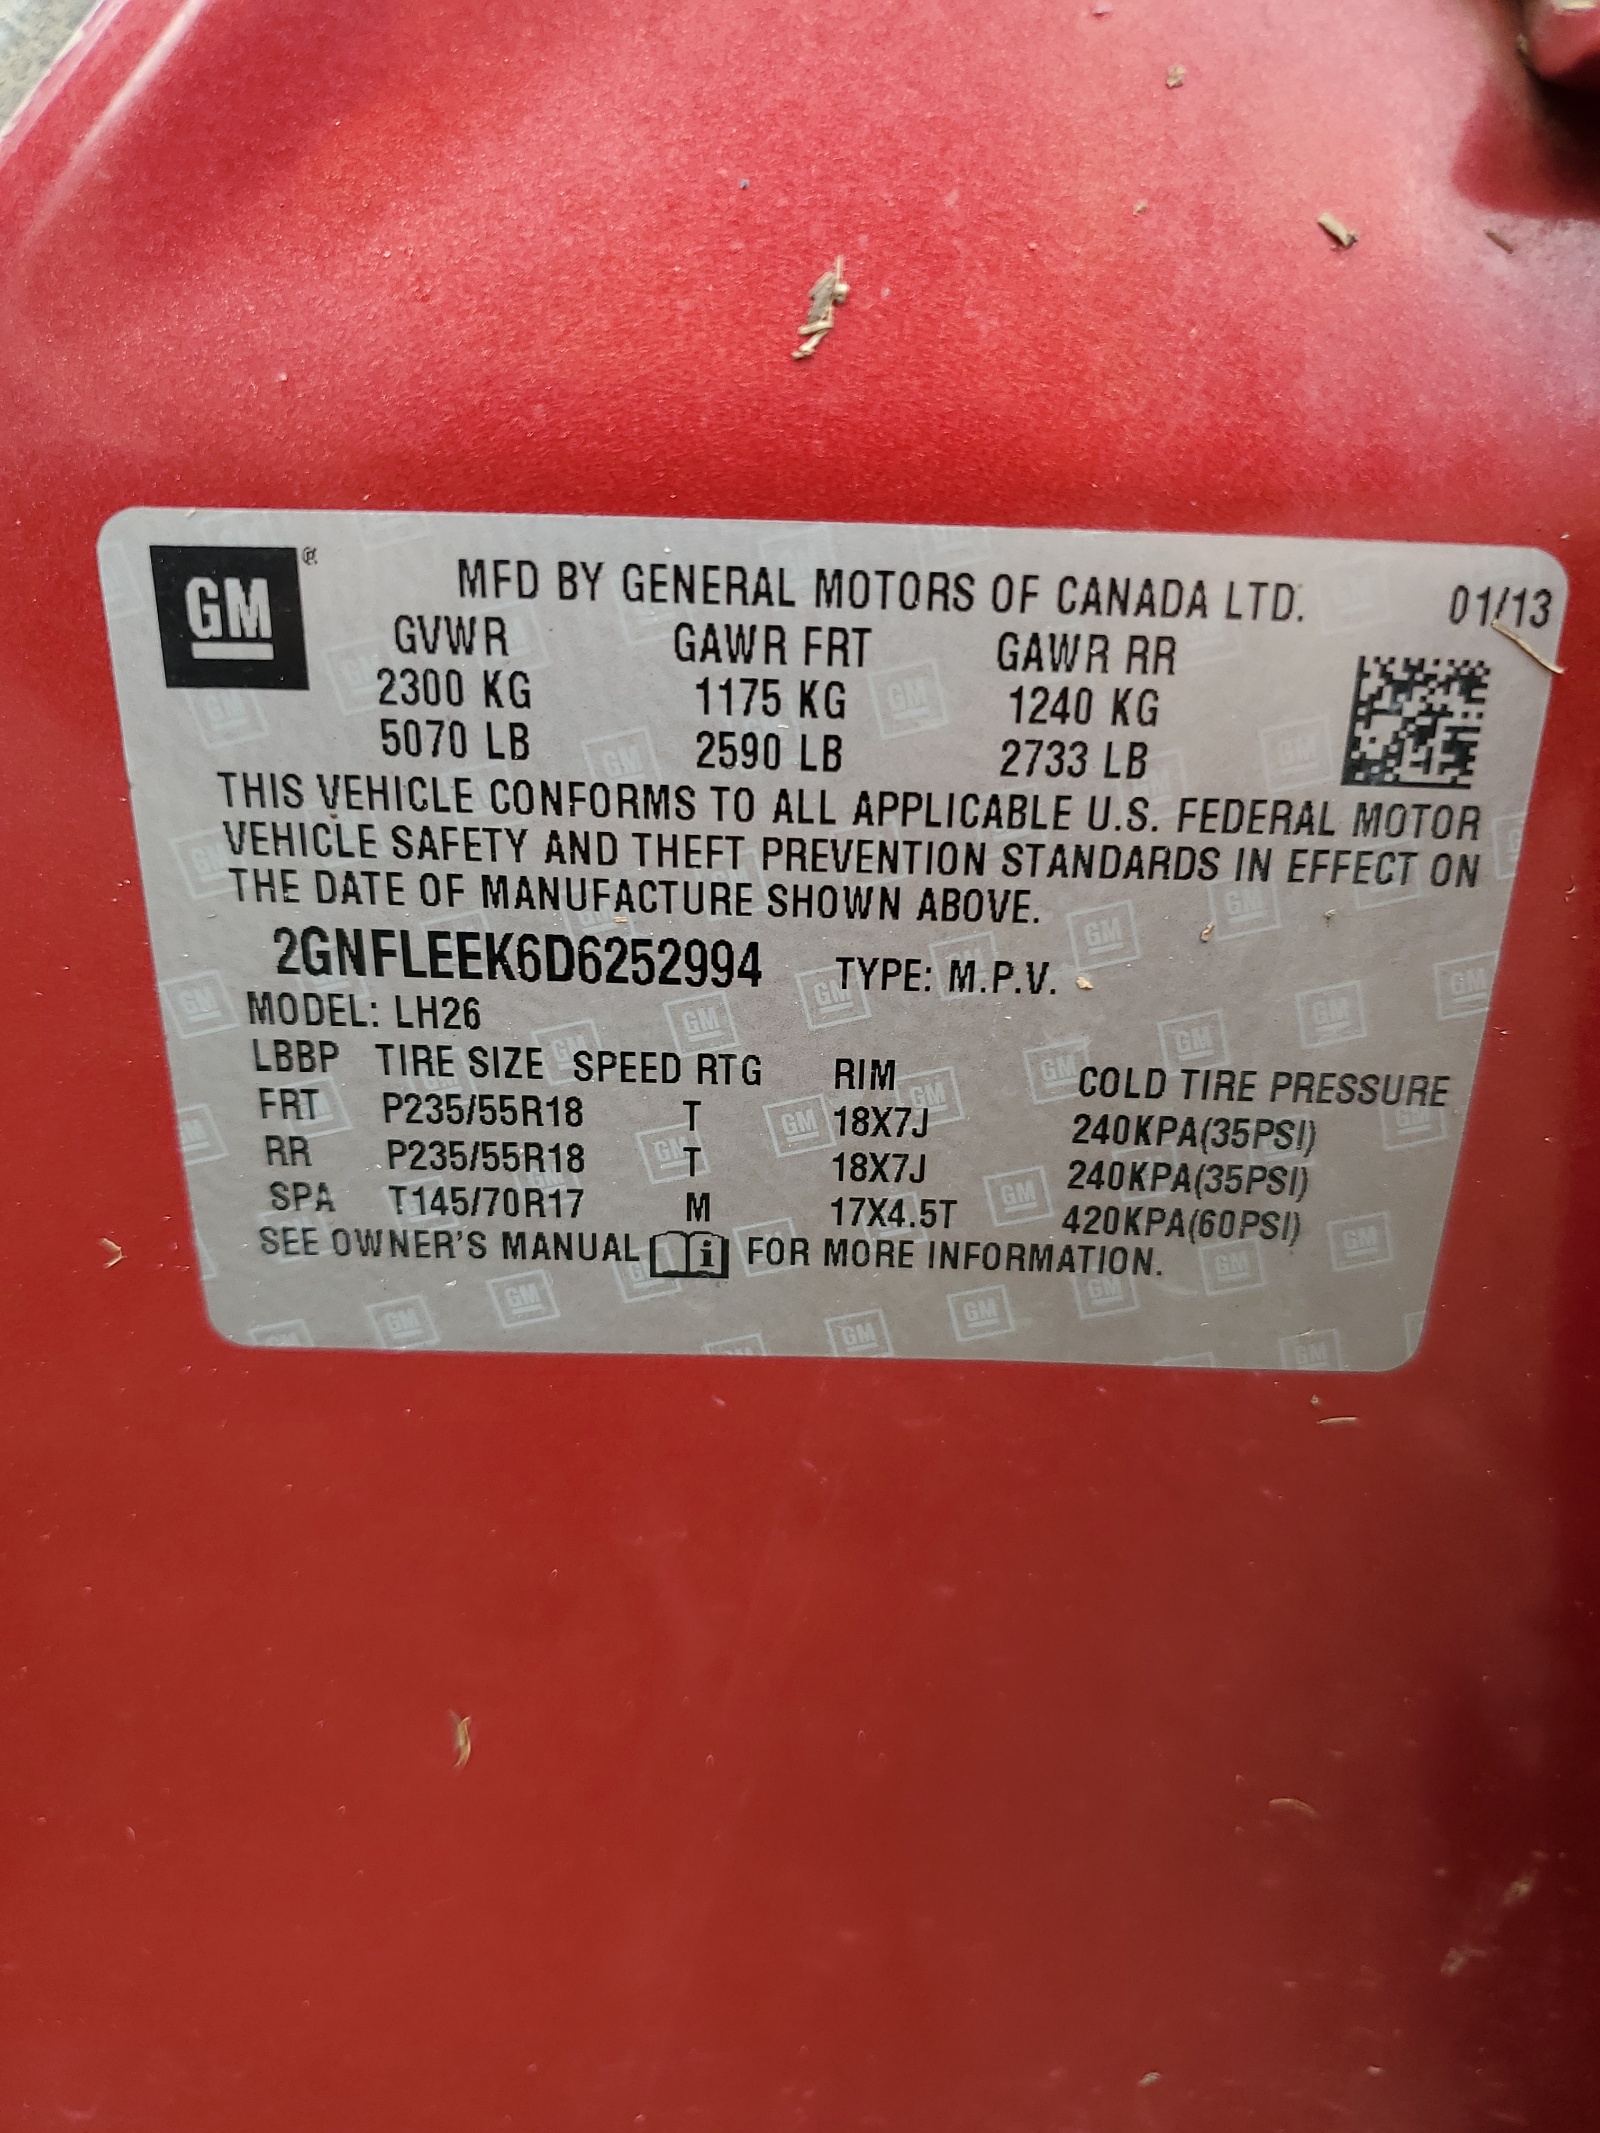 GM ®
MFD BY GENERAL MOTORS OF CANADA LTD. 01/13
GVWR GAWR FRT GAWR RR
2300 KG 1175 KG 1240 KG
5070 LB 2590 LB 2733 LB
THIS VEHICLE CONFORMS TO ALL APPLICABLE U.S. FEDERAL MOTOR
VEHICLE SAFETY AND THEFT PREVENTION STANDARDS IN EFFECT ON
THE DATE OF MANUFACTURE SHOWN ABOVE.
2GNFLEEK6D6252994 TYPE: M.P.V.
MODEL: LH26
LBBP TIRE SIZE SPEED RTG RIM COLD TIRE PRESSURE
FRT P235/55R18 T 18X7J 240KPA(35PSI)
RR P235/55R18 T 18X7J 240KPA(35PSI)
SPA T145/70R17 M 17X4.5T 420KPA(60PSI)
SEE OWNER'S MANUAL i FOR MORE INFORMATION.